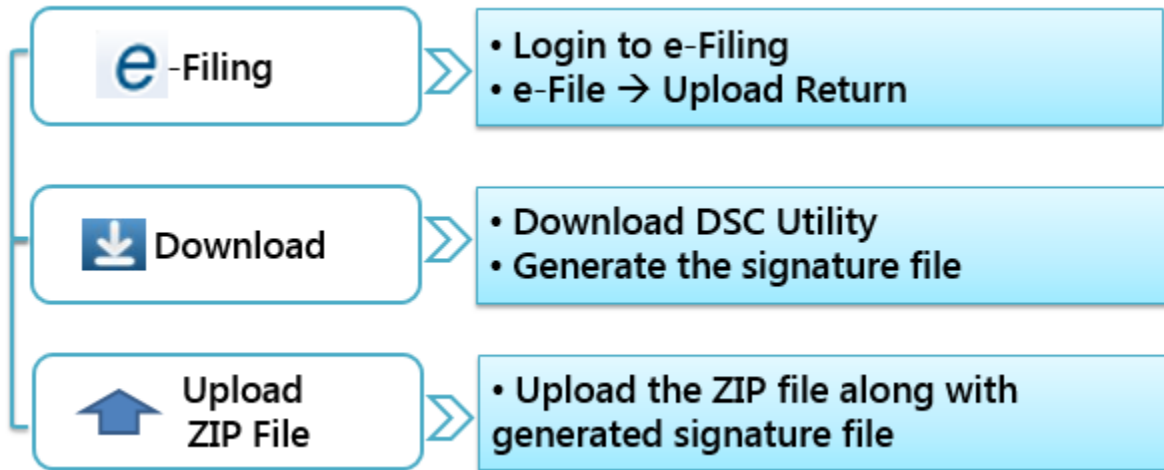 e-Filing
• Login to e-Filing
• e-File → Upload Return
Download
• Download DSC Utility
• Generate the signature file
Upload
ZIP File
• Upload the ZIP file along with
generated signature file